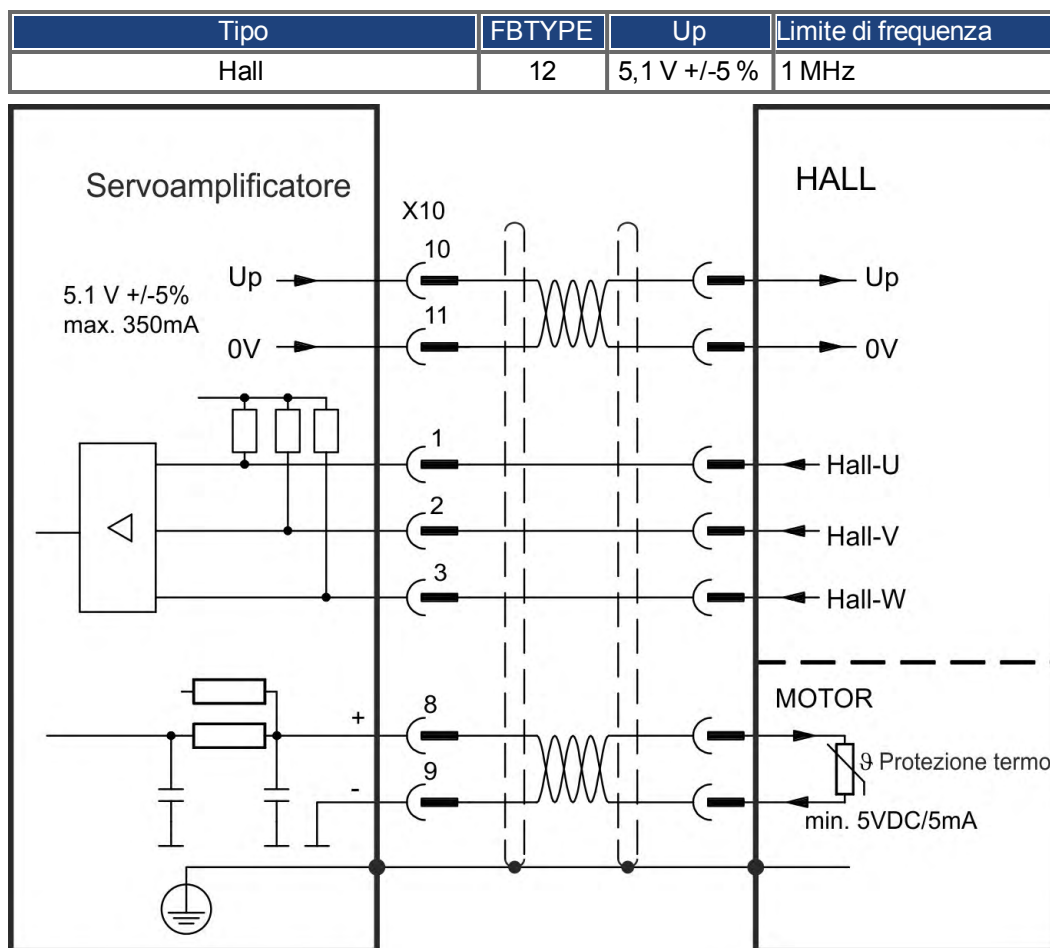 Tipo FBTYPE Up Limite di frequenza
Hall 12 5,1 V +/-5 % 1 MHz
Servoamplificatore
HALL
X10
10
Up
Up
5.1 V +/-5%
max. 350mA
11
0V
0V
1
Hall-U
2
Hall-V
3
Hall-W
MOTOR
+
8
ϑ Protezione termo
9
-
min. 5VDC/5mA